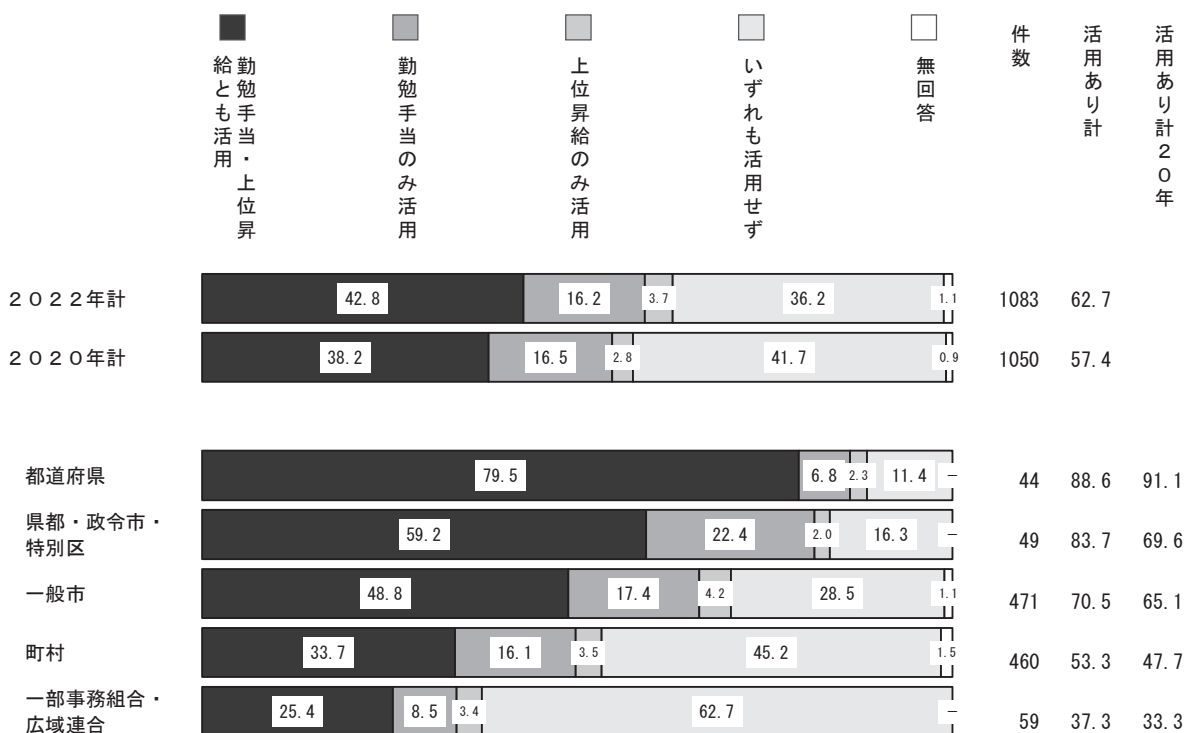 勤勉手当・上位昇
給とも活用
勤勉手当のみ活用
上位昇給のみ活用
いずれも活用せず
無回答
件数
活用あり計
活用あり計20年
2022年計 42.8 16.2 3.7 36.2 1.1 1083 62.7
2020年計 38.2 16.5 2.8 41.7 0.9 1050 57.4
都道府県 79.5 6.8 2.3 11.4 － 44 88.6 91.1
県都・政令市・
特別区 59.2 22.4 2.0 16.3 － 49 83.7 69.6
一般市 48.8 17.4 4.2 28.5 1.1 471 70.5 65.1
町村 33.7 16.1 3.5 45.2 1.5 460 53.3 47.7
一部事務組合・
広域連合 25.4 8.5 3.4 62.7 － 59 37.3 33.3